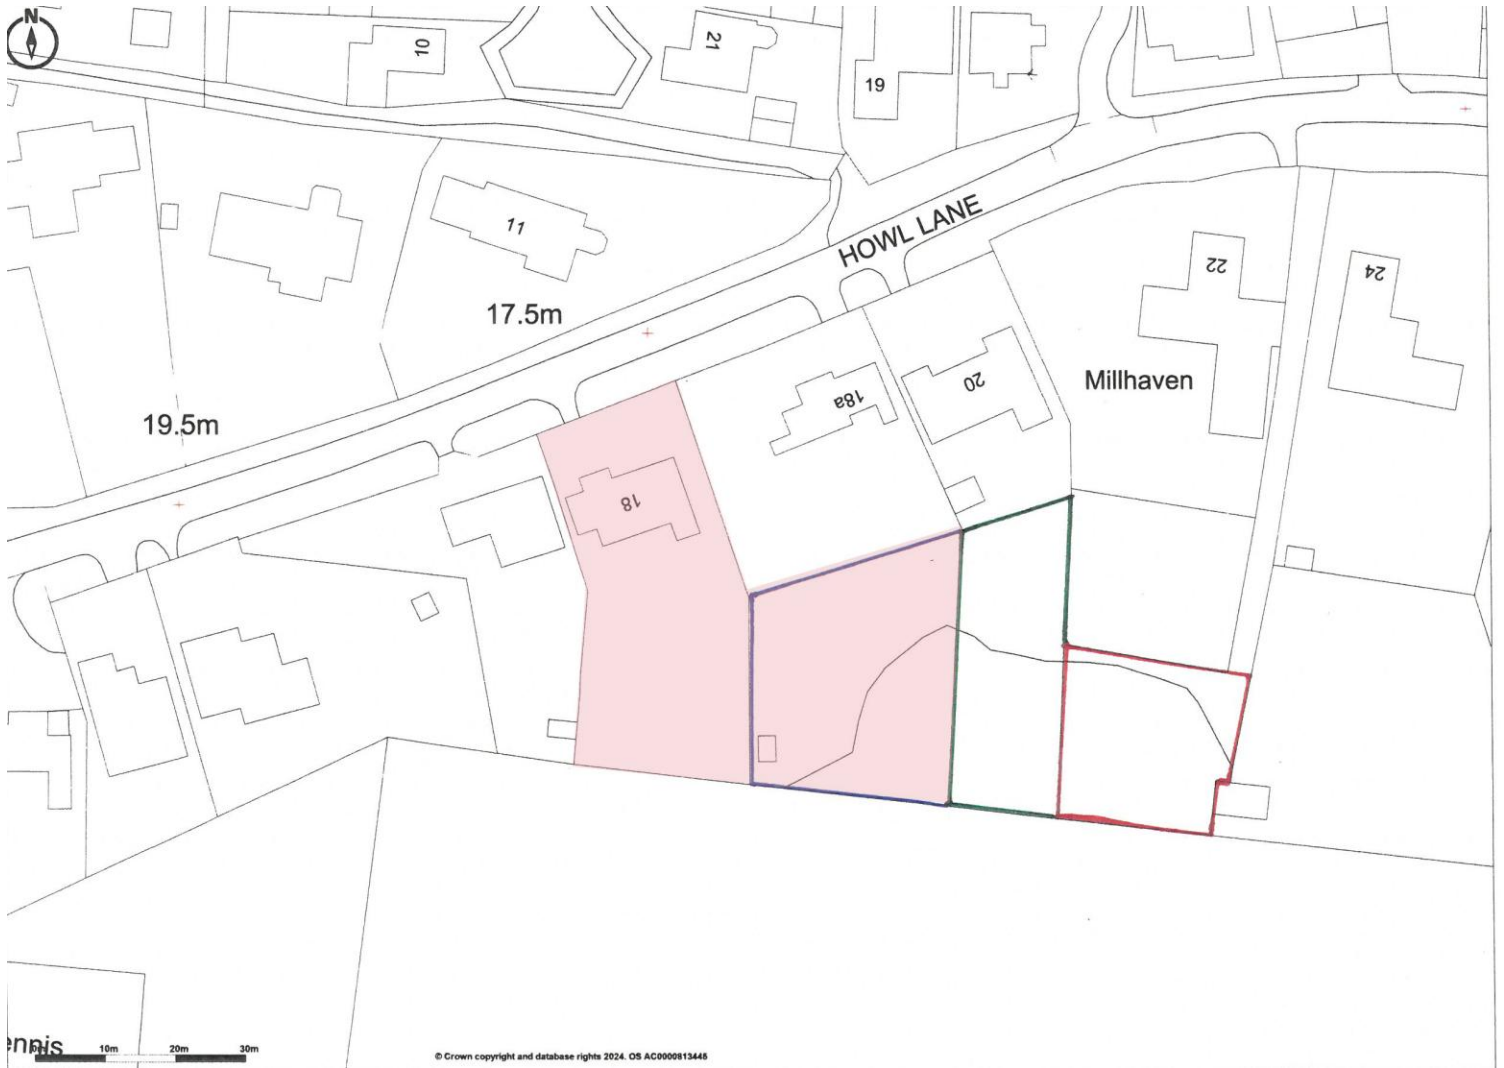 N
10
21
19
11
HOWL LANE
17.5m
22
24
Millhaven
20
18a
19.5m
18
ennis
10m
20m
30m
© Crown copyright and database rights 2024. OS AC0000813445